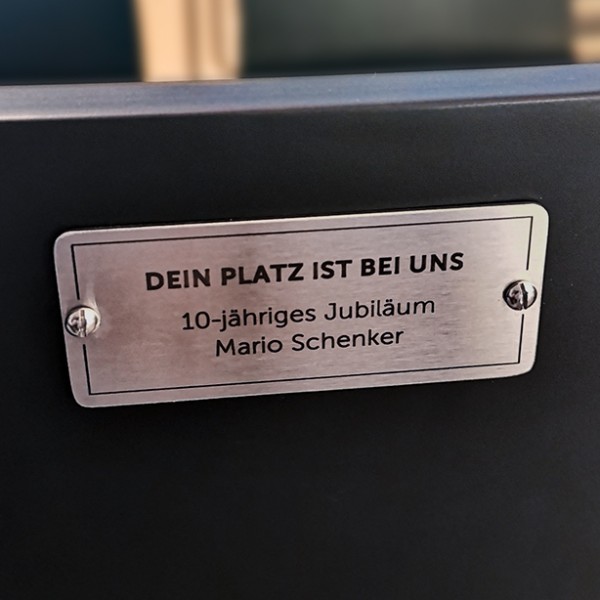 DEIN PLATZ IST BEI UNS
10-jähriges Jubiläum
Mario Schenker